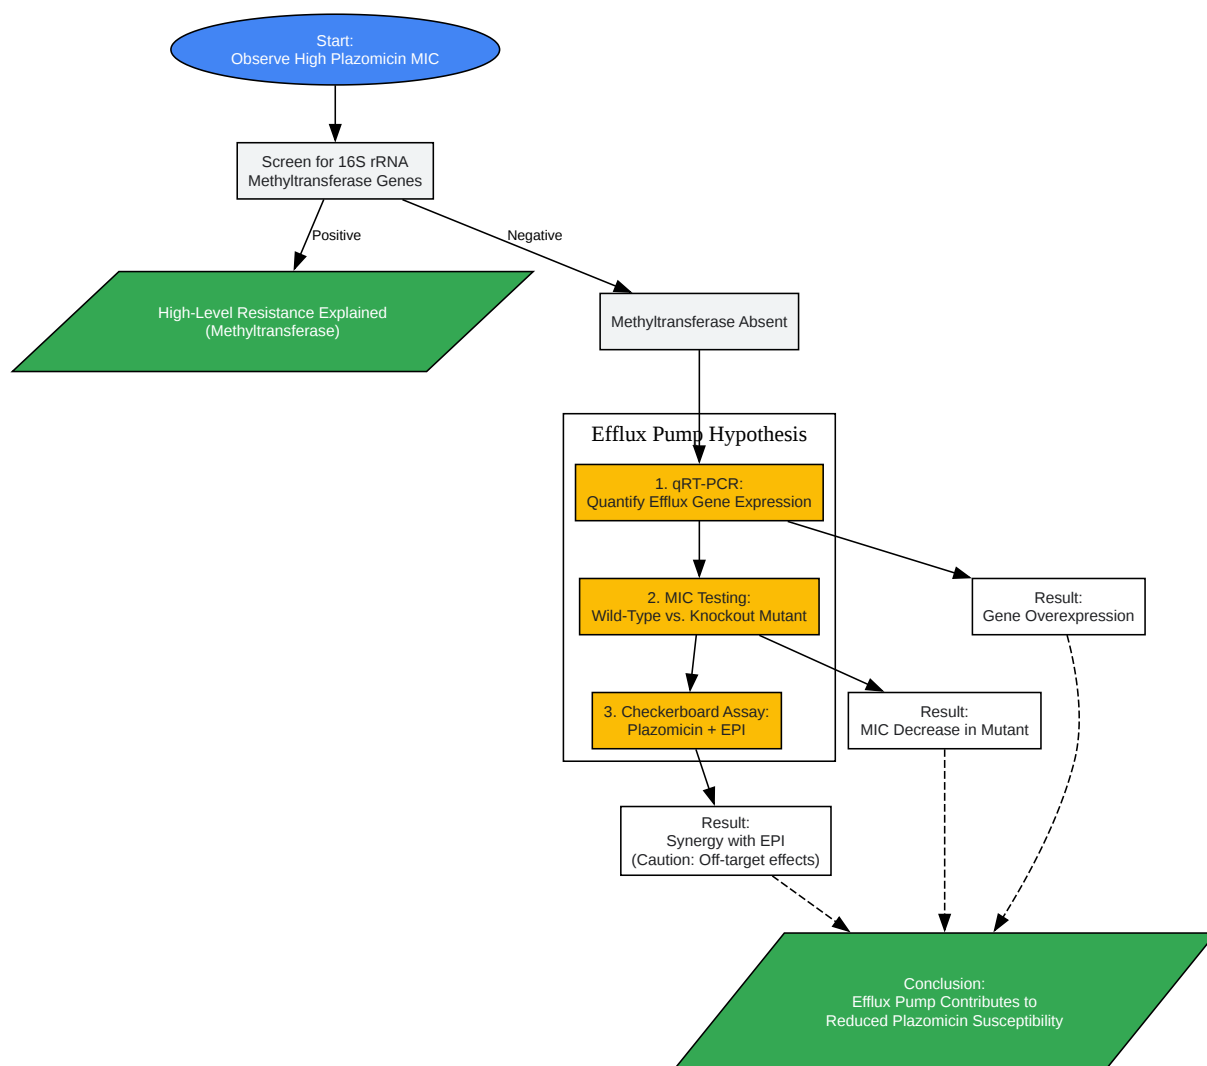 Start:
Observe High Plazomicin MIC
Screen for 16S rRNA
Methyltransferase Genes
Positive
Negative
High-Level Resistance Explained
(Methyltransferase)
Methyltransferase Absent
Efflux Pump Hypothesis
1. qRT-PCR:
Quantify Efflux Gene Expression
2. MIC Testing:
Wild-Type vs. Knockout Mutant
Result:
Gene Overexpression
3. Checkerboard Assay:
Plazomicin + EPI
Result:
MIC Decrease in Mutant
Result:
Synergy with EPI
(Caution: Off-target effects)
Conclusion:
Efflux Pump Contributes to
Reduced Plazomicin Susceptibility